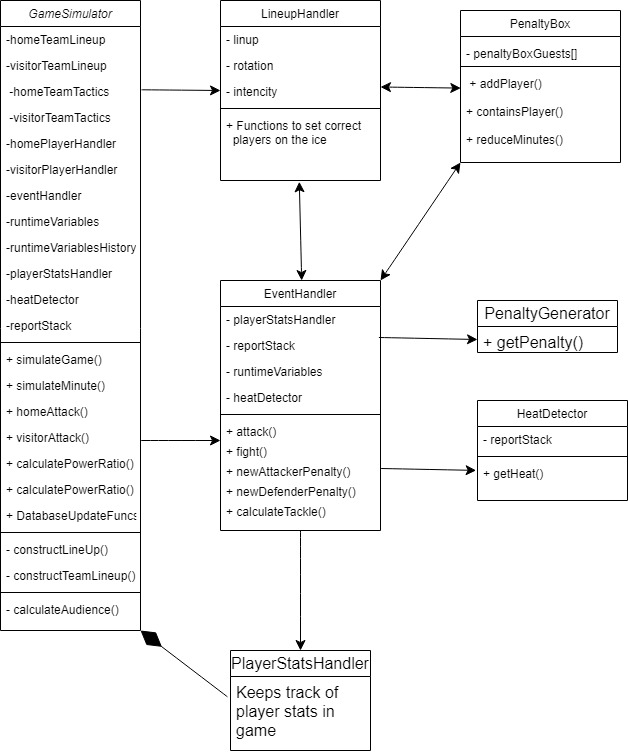 GameSimulator
-homeTeamLineup
-visitorTeamLineup
-homeTeamTactics
-visitorTeamTactics
-homePlayerHandler
-visitorPlayerHandler
-eventHandler
-runtimeVariables
-runtimeVariablesHistory
-playerStatsHandler
-heatDetector
-reportStack
+ simulateGame()
+ simulateMinute()
+ homeAttack()
+ visitorAttack()
+ calculatePowerRatio()
+ calculatePowerRatio()
+ DatabaseUpdateFuncs
- constructLineUp()
- constructTeamLineup()
- calculateAudience()
LineupHandler
- linup
- rotation
- intencity
+ Functions to set correct
players on the ice
PenaltyBox
- penaltyBoxGuests[]
+ addPlayer()
+ containsPlayer()
+ reduceMinutes()
EventHandler
- playerStatsHandler
- reportStack
- runtimeVariables
- heatDetector
+ attack()
+ fight()
+ newAttackerPenalty()
+ newDefenderPenalty()
+ calculateTackle()
PenaltyGenerator
+ getPenalty()
HeatDetector
- reportStack
+ getHeat()
PlayerStatsHandler
Keeps track of
player stats in
game